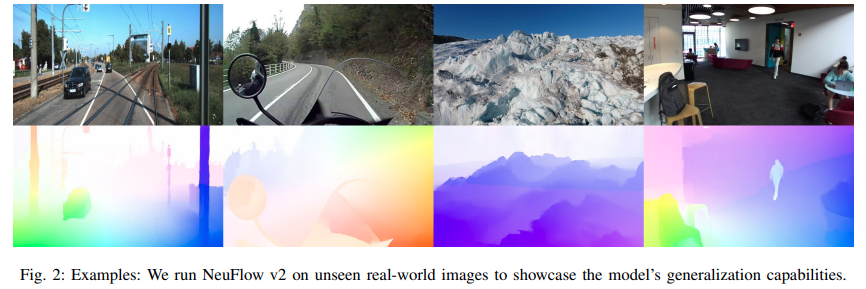 Fig. 2: Examples: We run NeuFlow v2 on unseen real-world images to showcase the model's generalization capabilities.